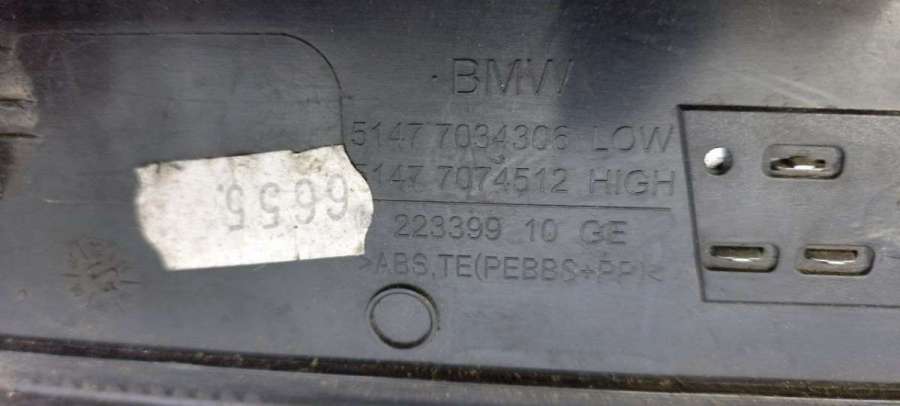 BMW
5147 7034306 LOW
5147 7074512 HIGH
6655
223399 10 GE
>ABS,TE(PEBBS+PP)<